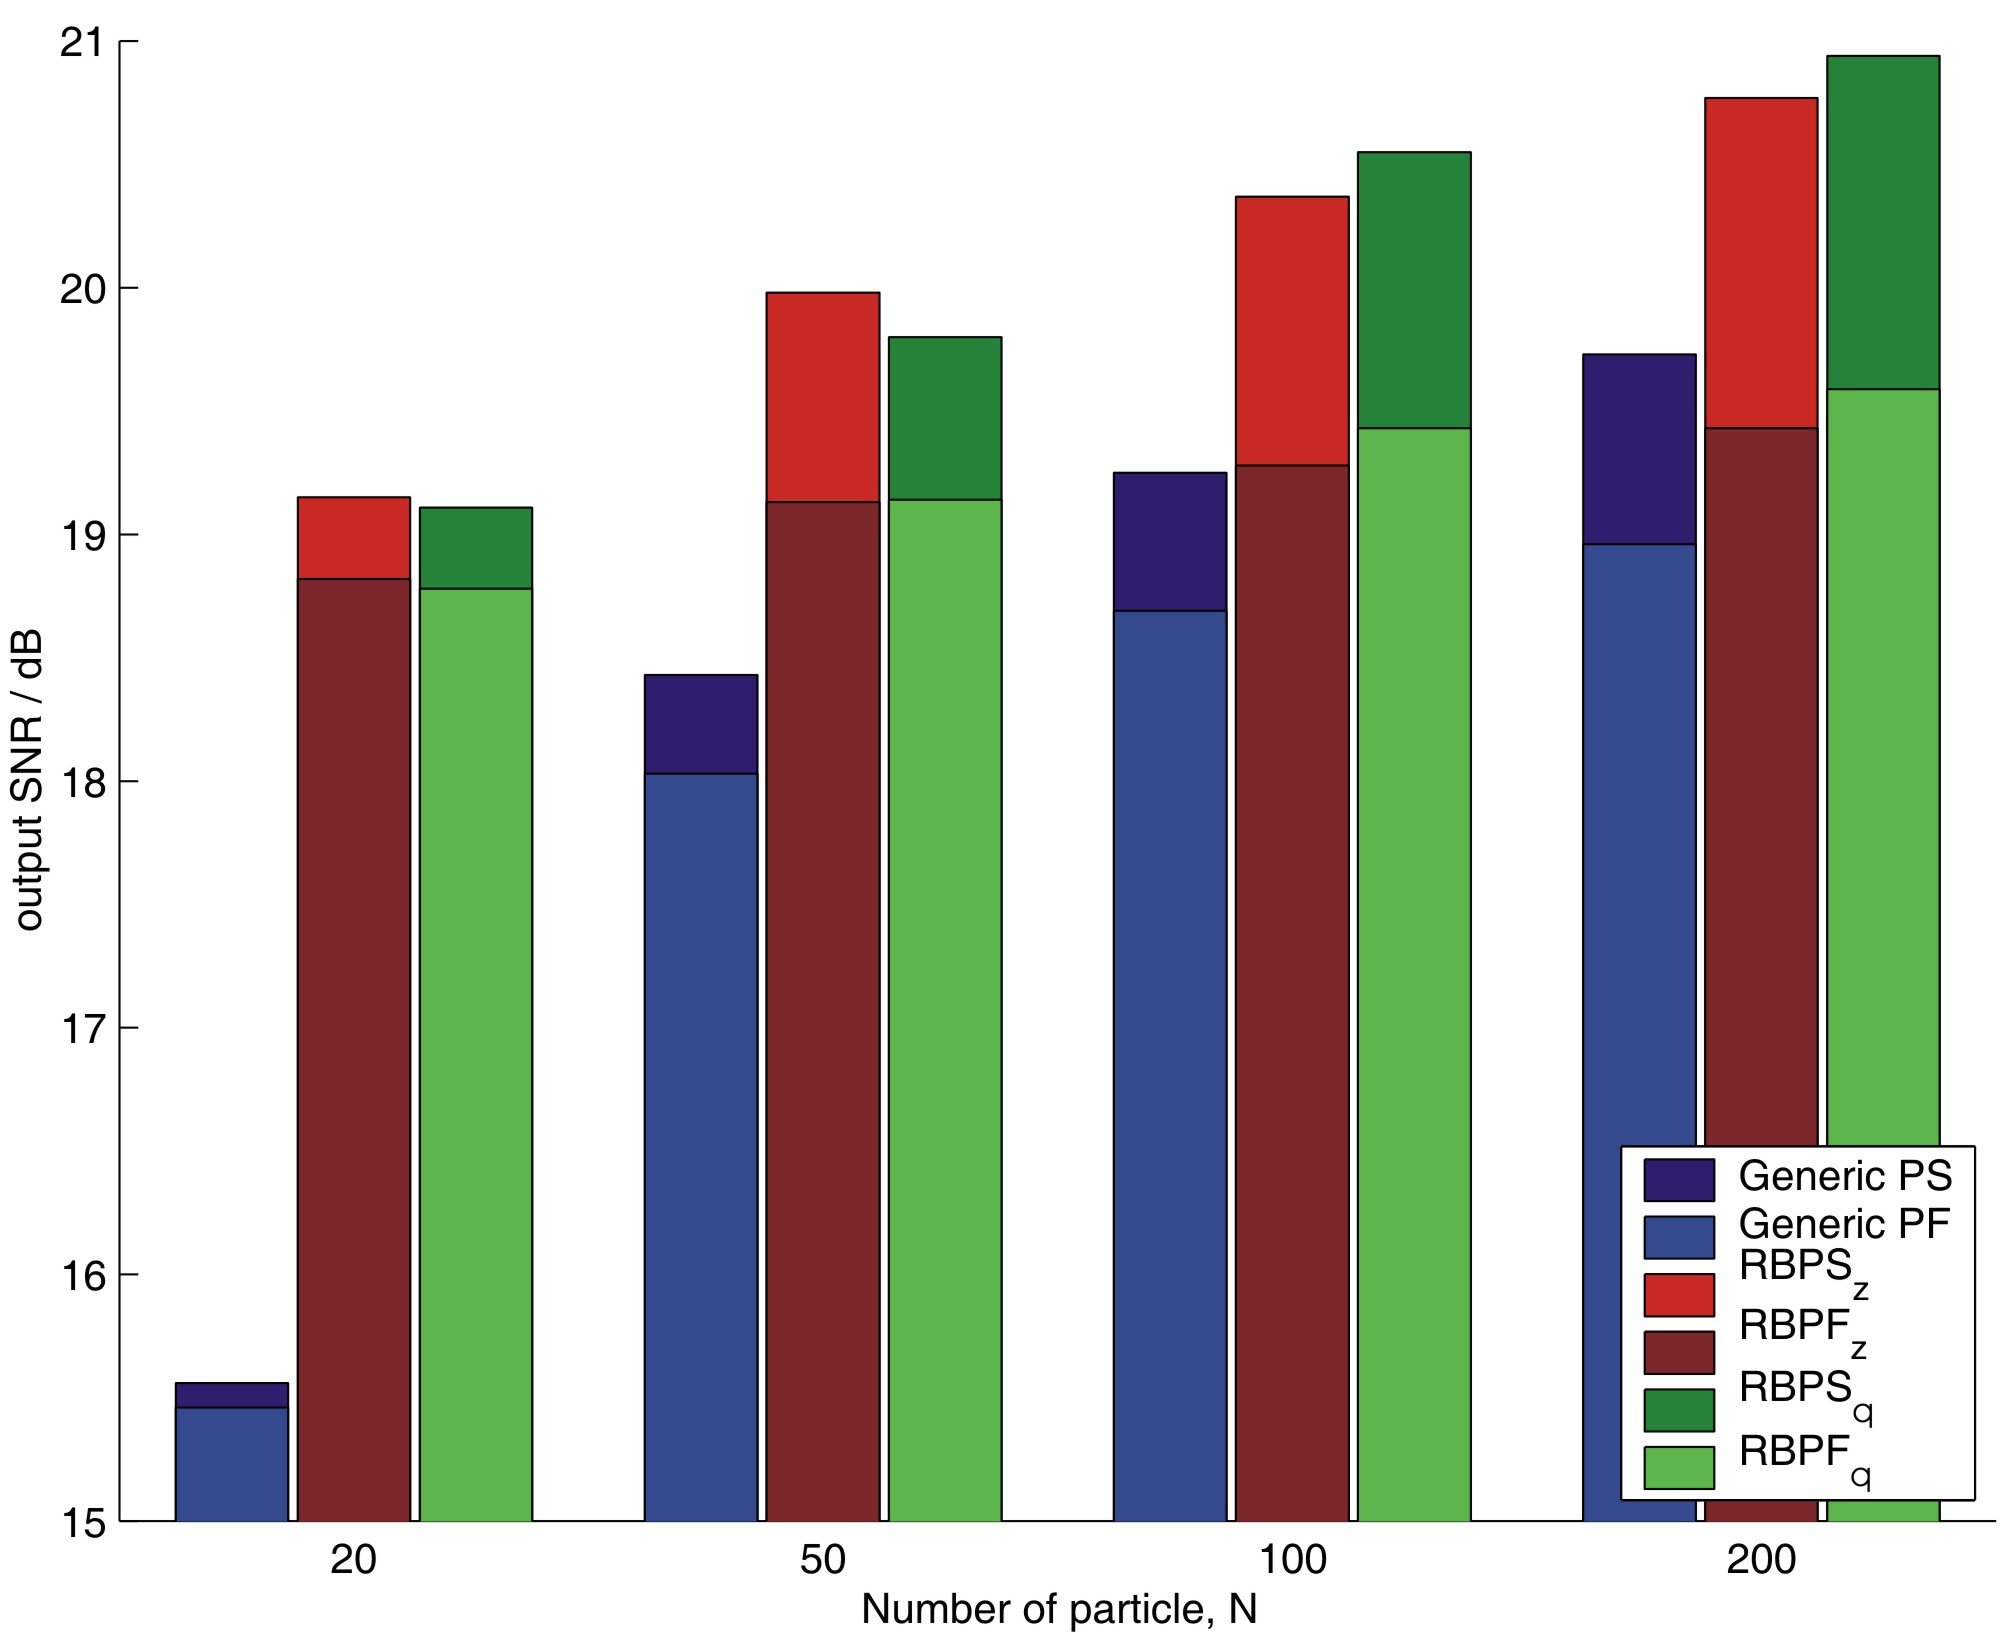 21
20
19
18
17
16
15
output SNR / dB
20 50 100 200
Number of particle, N
Generic PS
Generic PF
RBPSz
RBPFz
RBPSq
RBPFq